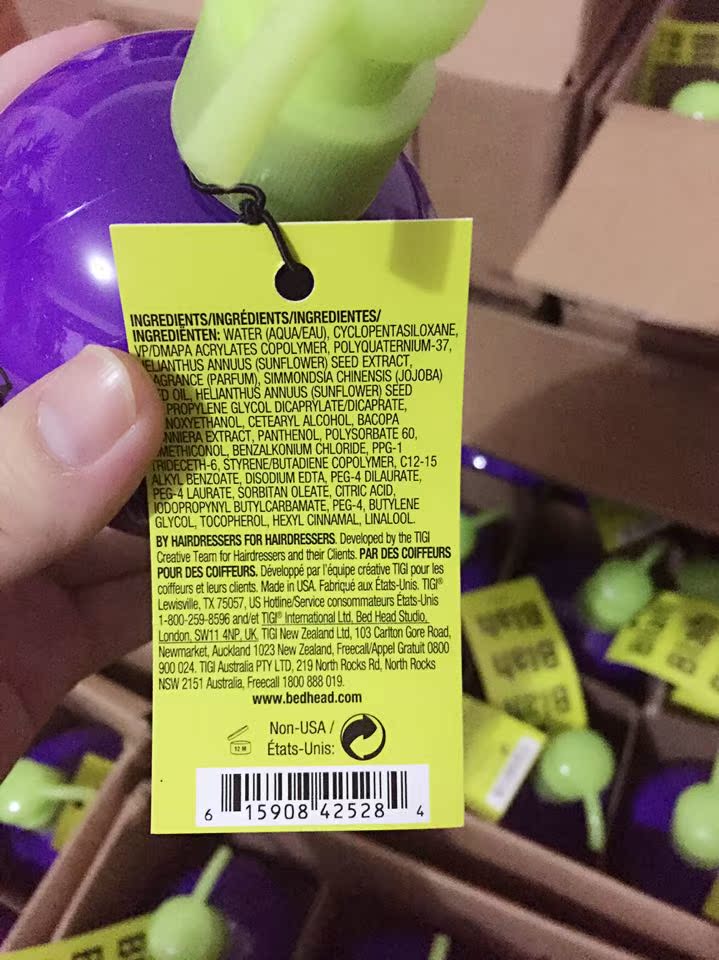 INGREDIENTS/INGRÉDIENTS/INGREDIENTES/
INGREDIËNTEN: WATER (AQUA/EAU), CYCLOPENTASILOXANE,
VP/DMAPA ACRYLATES COPOLYMER, POLYQUATERNIUM-37,
HELIANTHUS ANNUUS (SUNFLOWER) SEED EXTRACT,
FRAGRANCE (PARFUM), SIMMONDSIA CHINENSIS (JOJOBA)
OIL, HELIANTHUS ANNUUS (SUNFLOWER) SEED
PROPYLENE GLYCOL DICAPRYLATE/DICAPRATE,
CETEARYL ALCOHOL, BACOPA
EXTRACT, PANTHENOL, POLYSORBATE 60,
BENZALKONIUM CHLORIDE, PPG-1
TRIDECETH-6, STYRENE/BUTADIENE COPOLYMER, C12-15
ALKYL BENZOATE, DISODIUM EDTA, PEG-4 DILAURATE,
PEG-4 LAURATE, SORBITAN OLEATE, CITRIC ACID,
IODOPROPYNYL BUTYLCARBAMATE, PEG-4, BUTYLENE
GLYCOL, TOCOPHEROL, HEXYL CINNAMAL, LINALOOL.
BY HAIRDRESSERS FOR HAIRDRESSERS. Developed by the TIGI
Creative Team for Hairdressers and their Clients. PAR DES COIFFEURS
POUR DES COIFFEURS. Développé par l'équipe créative TIGI pour les
coiffeurs et leurs clients. Made in USA. Fabriqué aux États-Unis. TIGI®
Lewisville, TX 75057, US Hotline/Service consommateurs États-Unis
1-800-259-8596 and/et TIGI® International Ltd, Bed Head Studio,
London, SW11 4NP, UK, TIGI New Zealand Ltd, 103 Carlton Gore Road,
Newmarket, Auckland 1023 New Zealand, Freecall/Appel Gratuit 0800
900 024. TIGI Australia PTY LTD, 219 North Rocks Rd, North Rocks
NSW 2151 Australia, Freecall 1800 888 019.
www.bedhead.com
Non-USA /
États-Unis:
12 M
6 15908 42528 4